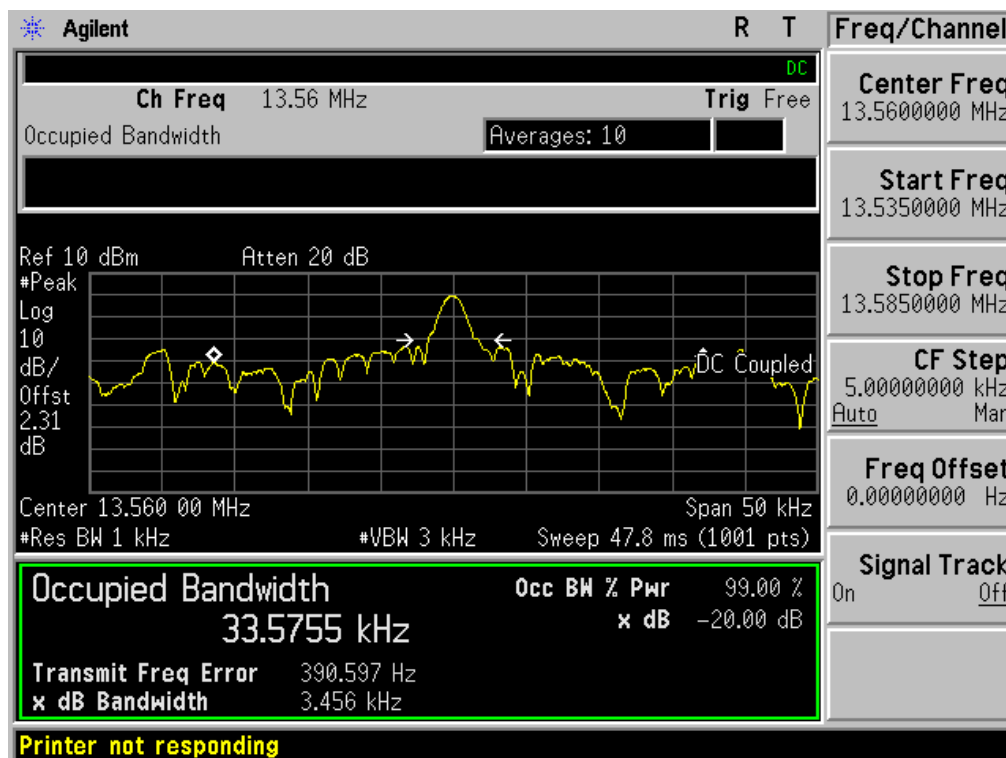 Agilent R T
DC
Ch Freq 13.56 MHz Trig Free
Occupied Bandwidth Averages: 10
Ref 10 dBm Atten 20 dB
#Peak
Log
10
dB/
Offst
2.31
dB
DC Coupled
Center 13.560 00 MHz Span 50 kHz
#Res BW 1 kHz #VBW 3 kHz Sweep 47.8 ms (1001 pts)
Occupied Bandwidth Occ BW % Pwr 99.00 %
33.5755 kHz x dB -20.00 dB
Transmit Freq Error 390.597 Hz
x dB Bandwidth 3.456 kHz
Printer not responding
Freq/Channel
Center Freq
13.5600000 MHz
Start Freq
13.5350000 MHz
Stop Freq
13.5850000 MHz
CF Step
5.00000000 kHz
Auto Man
Freq Offset
0.00000000 Hz
Signal Track
On Off